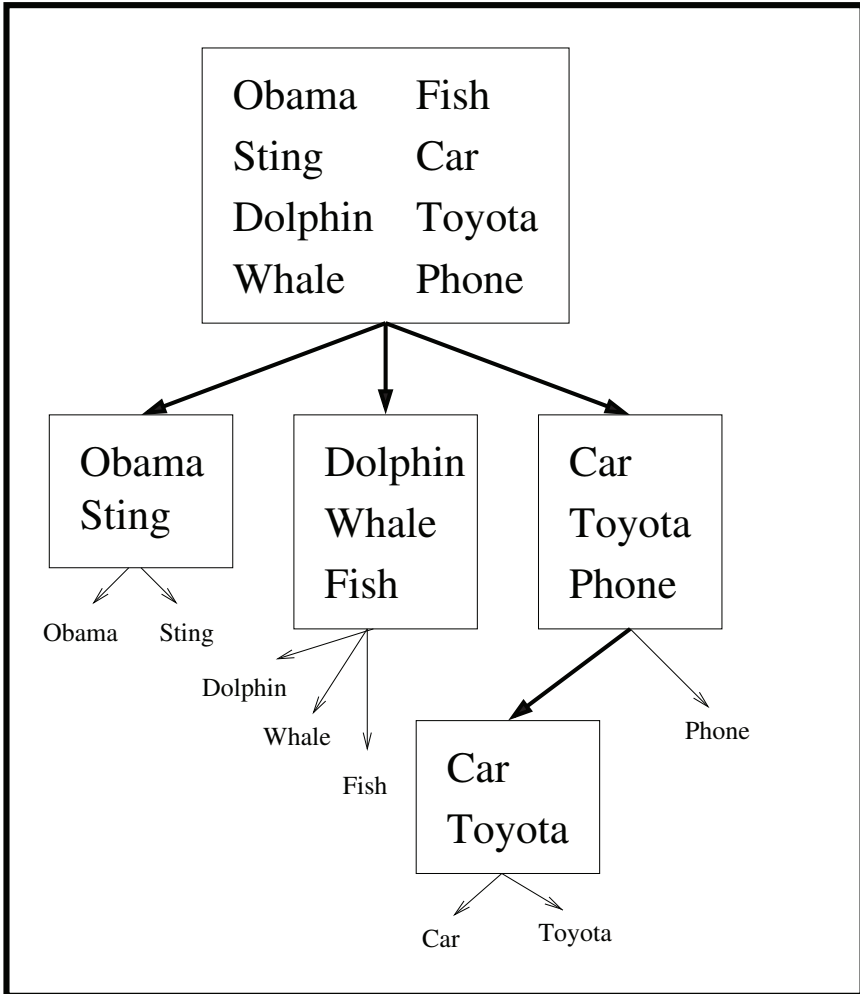 Obama Fish
Sting Car
Dolphin Toyota
Whale Phone
Obama
Sting
Dolphin
Whale
Fish
Car
Toyota
Phone
Obama
Sting
Dolphin
Whale
Fish
Phone
Car
Toyota
Car
Toyota